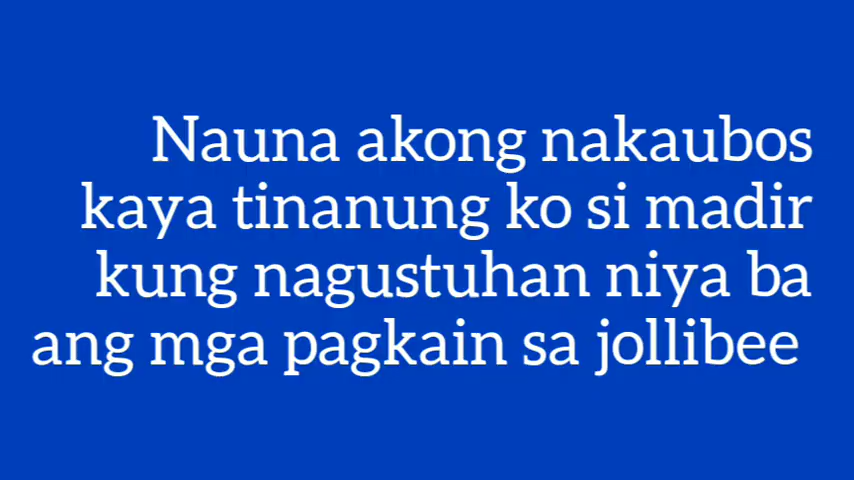 Nauna akong nakaubos
kaya tinanung ko si madir
kung nagustuhan niya ba
ang mga pagkain sa jollibee